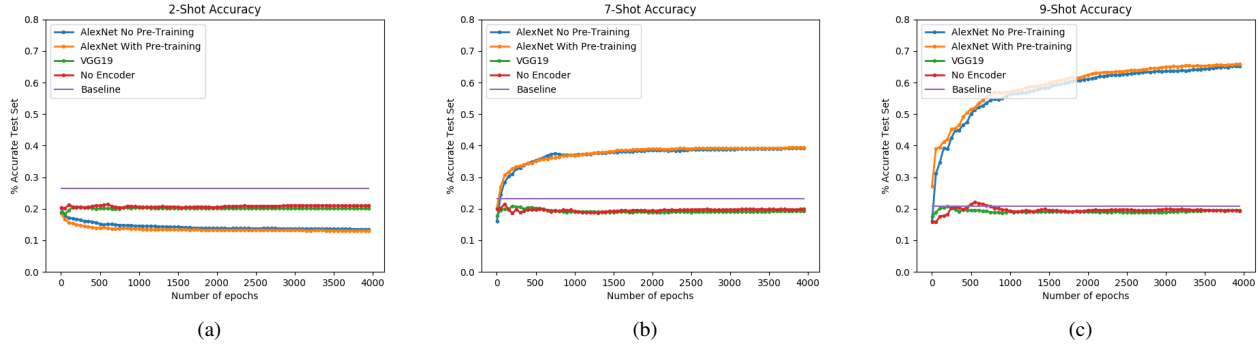 2-Shot Accuracy
0.8
0.7
0.6
0.5
0.4
0.3
0.2
0.1
0.0
% Accurate Test Set
AlexNet No Pre-Training
AlexNet With Pre-training
VGG19
No Encoder
Baseline
0 500 1000 1500 2000 2500 3000 3500 4000
Number of epochs
(a)
7-Shot Accuracy
0.8
0.7
0.6
0.5
0.4
0.3
0.2
0.1
0.0
% Accurate Test Set
AlexNet No Pre-Training
AlexNet With Pre-training
VGG19
No Encoder
Baseline
0 500 1000 1500 2000 2500 3000 3500 4000
Number of epochs
(b)
9-Shot Accuracy
0.8
0.7
0.6
0.5
0.4
0.3
0.2
0.1
0.0
% Accurate Test Set
AlexNet No Pre-Training
AlexNet With Pre-training
VGG19
No Encoder
Baseline
0 500 1000 1500 2000 2500 3000 3500 4000
Number of epochs
(c)